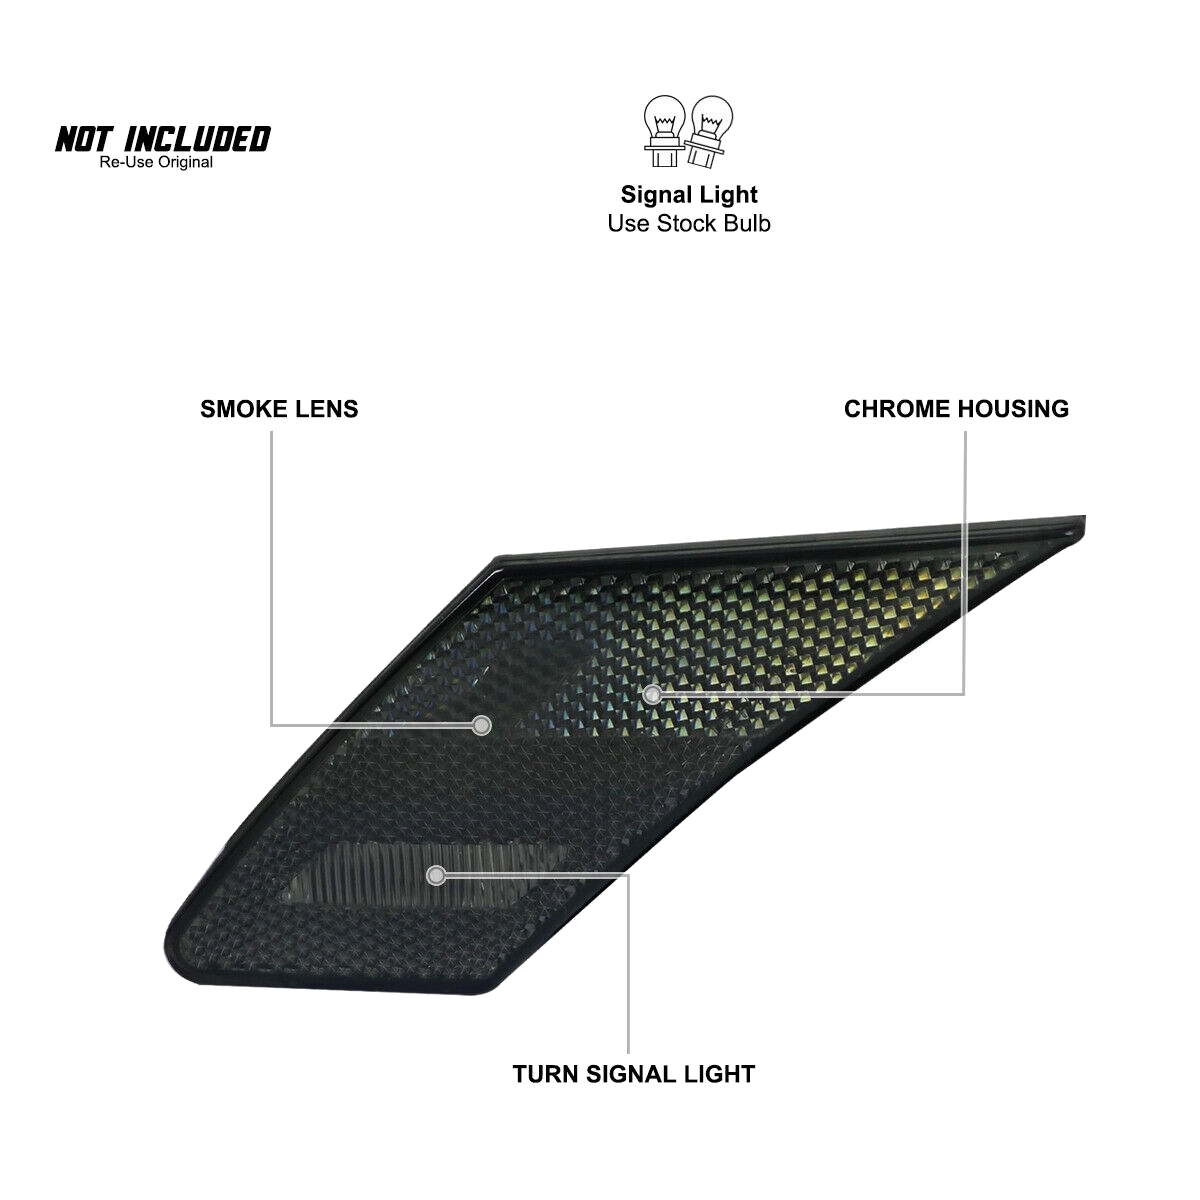 NOT INCLUDED
Re-Use Original
Signal Light
Use Stock Bulb
SMOKE LENS
CHROME HOUSING
TURN SIGNAL LIGHT